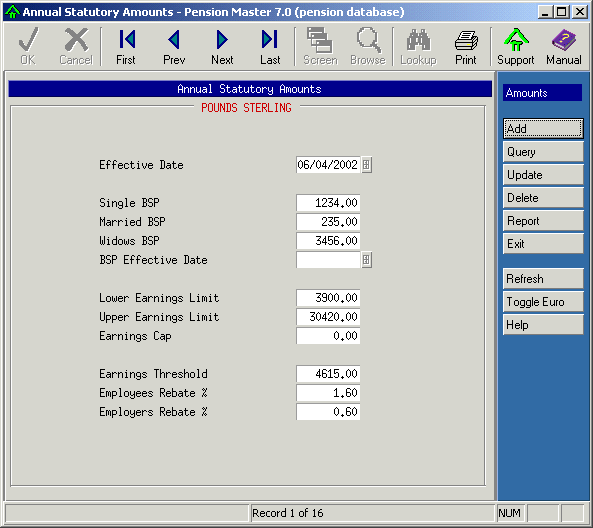 Annual Statutory Amounts - Pension Master 7.0 (pension database)
OK Cancel First Prev Next Last Screen Browse Lookup Print Support Manual
Annual Statutory Amounts
POUNDS STERLING
Effective Date 06/04/2002
Single BSP 1234.00
Married BSP 235.00
Widows BSP 3456.00
BSP Effective Date
Lower Earnings Limit 3900.00
Upper Earnings Limit 30420.00
Earnings Cap 0.00
Earnings Threshold 4615.00
Employees Rebate % 1.60
Employers Rebate % 0.60
Amounts
Add
Query
Update
Delete
Report
Exit
Refresh
Toggle Euro
Help
Record 1 of 16 NUM